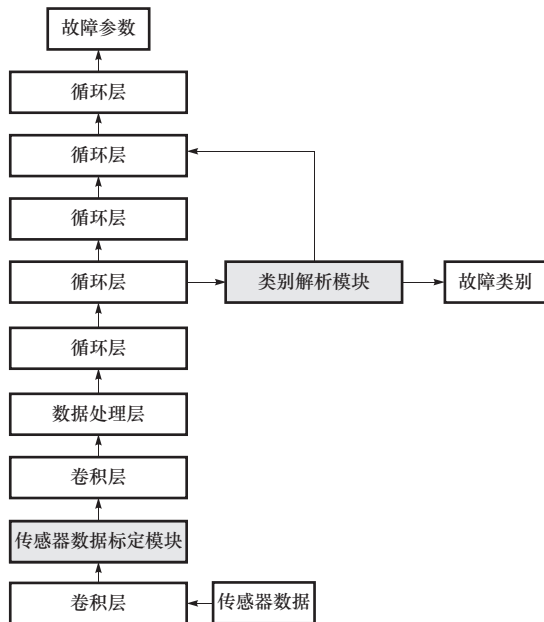 故障参数
循环层
循环层
循环层
循环层
类别解析模块
故障类别
循环层
数据处理层
卷积层
传感器数据标定模块
卷积层
传感器数据